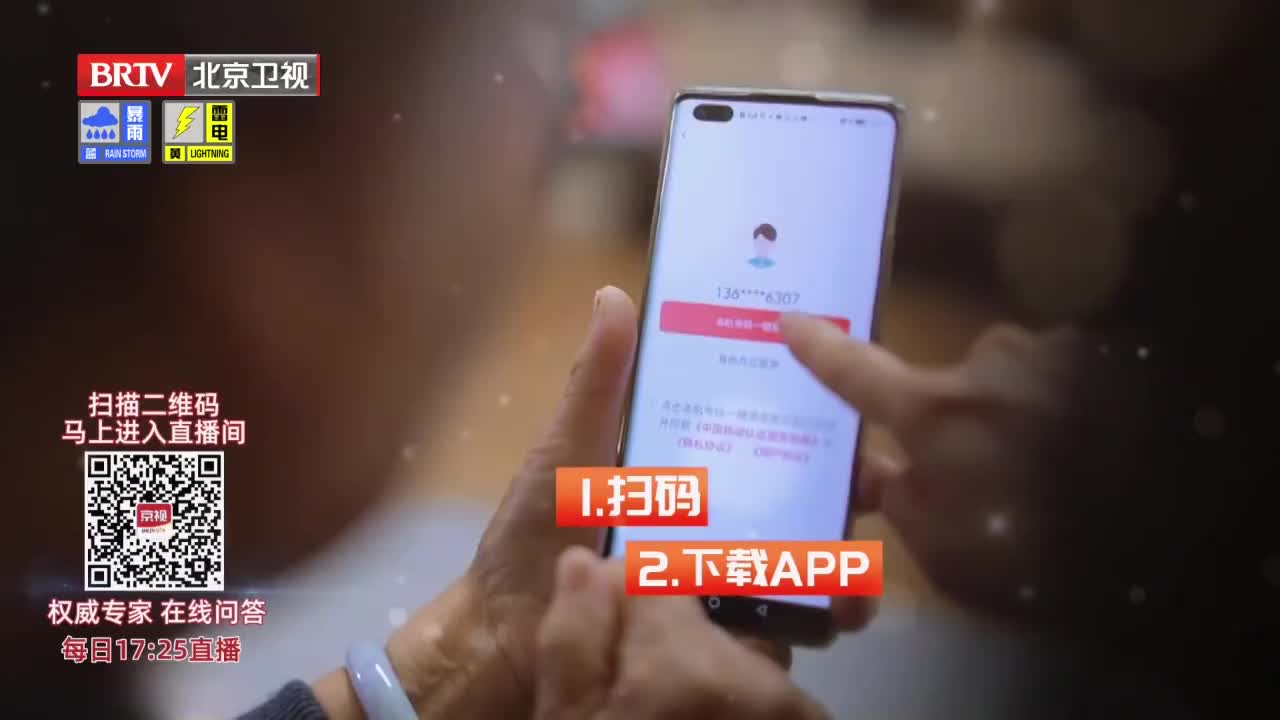 BRTV 北京卫视
暴雨
蓝 RAIN STORM
雷电
黄 LIGHTNING
136****6307
扫描二维码
马上进入直播间
京视
1.扫码
2.下载APP
权威专家 在线问答
每日17:25直播